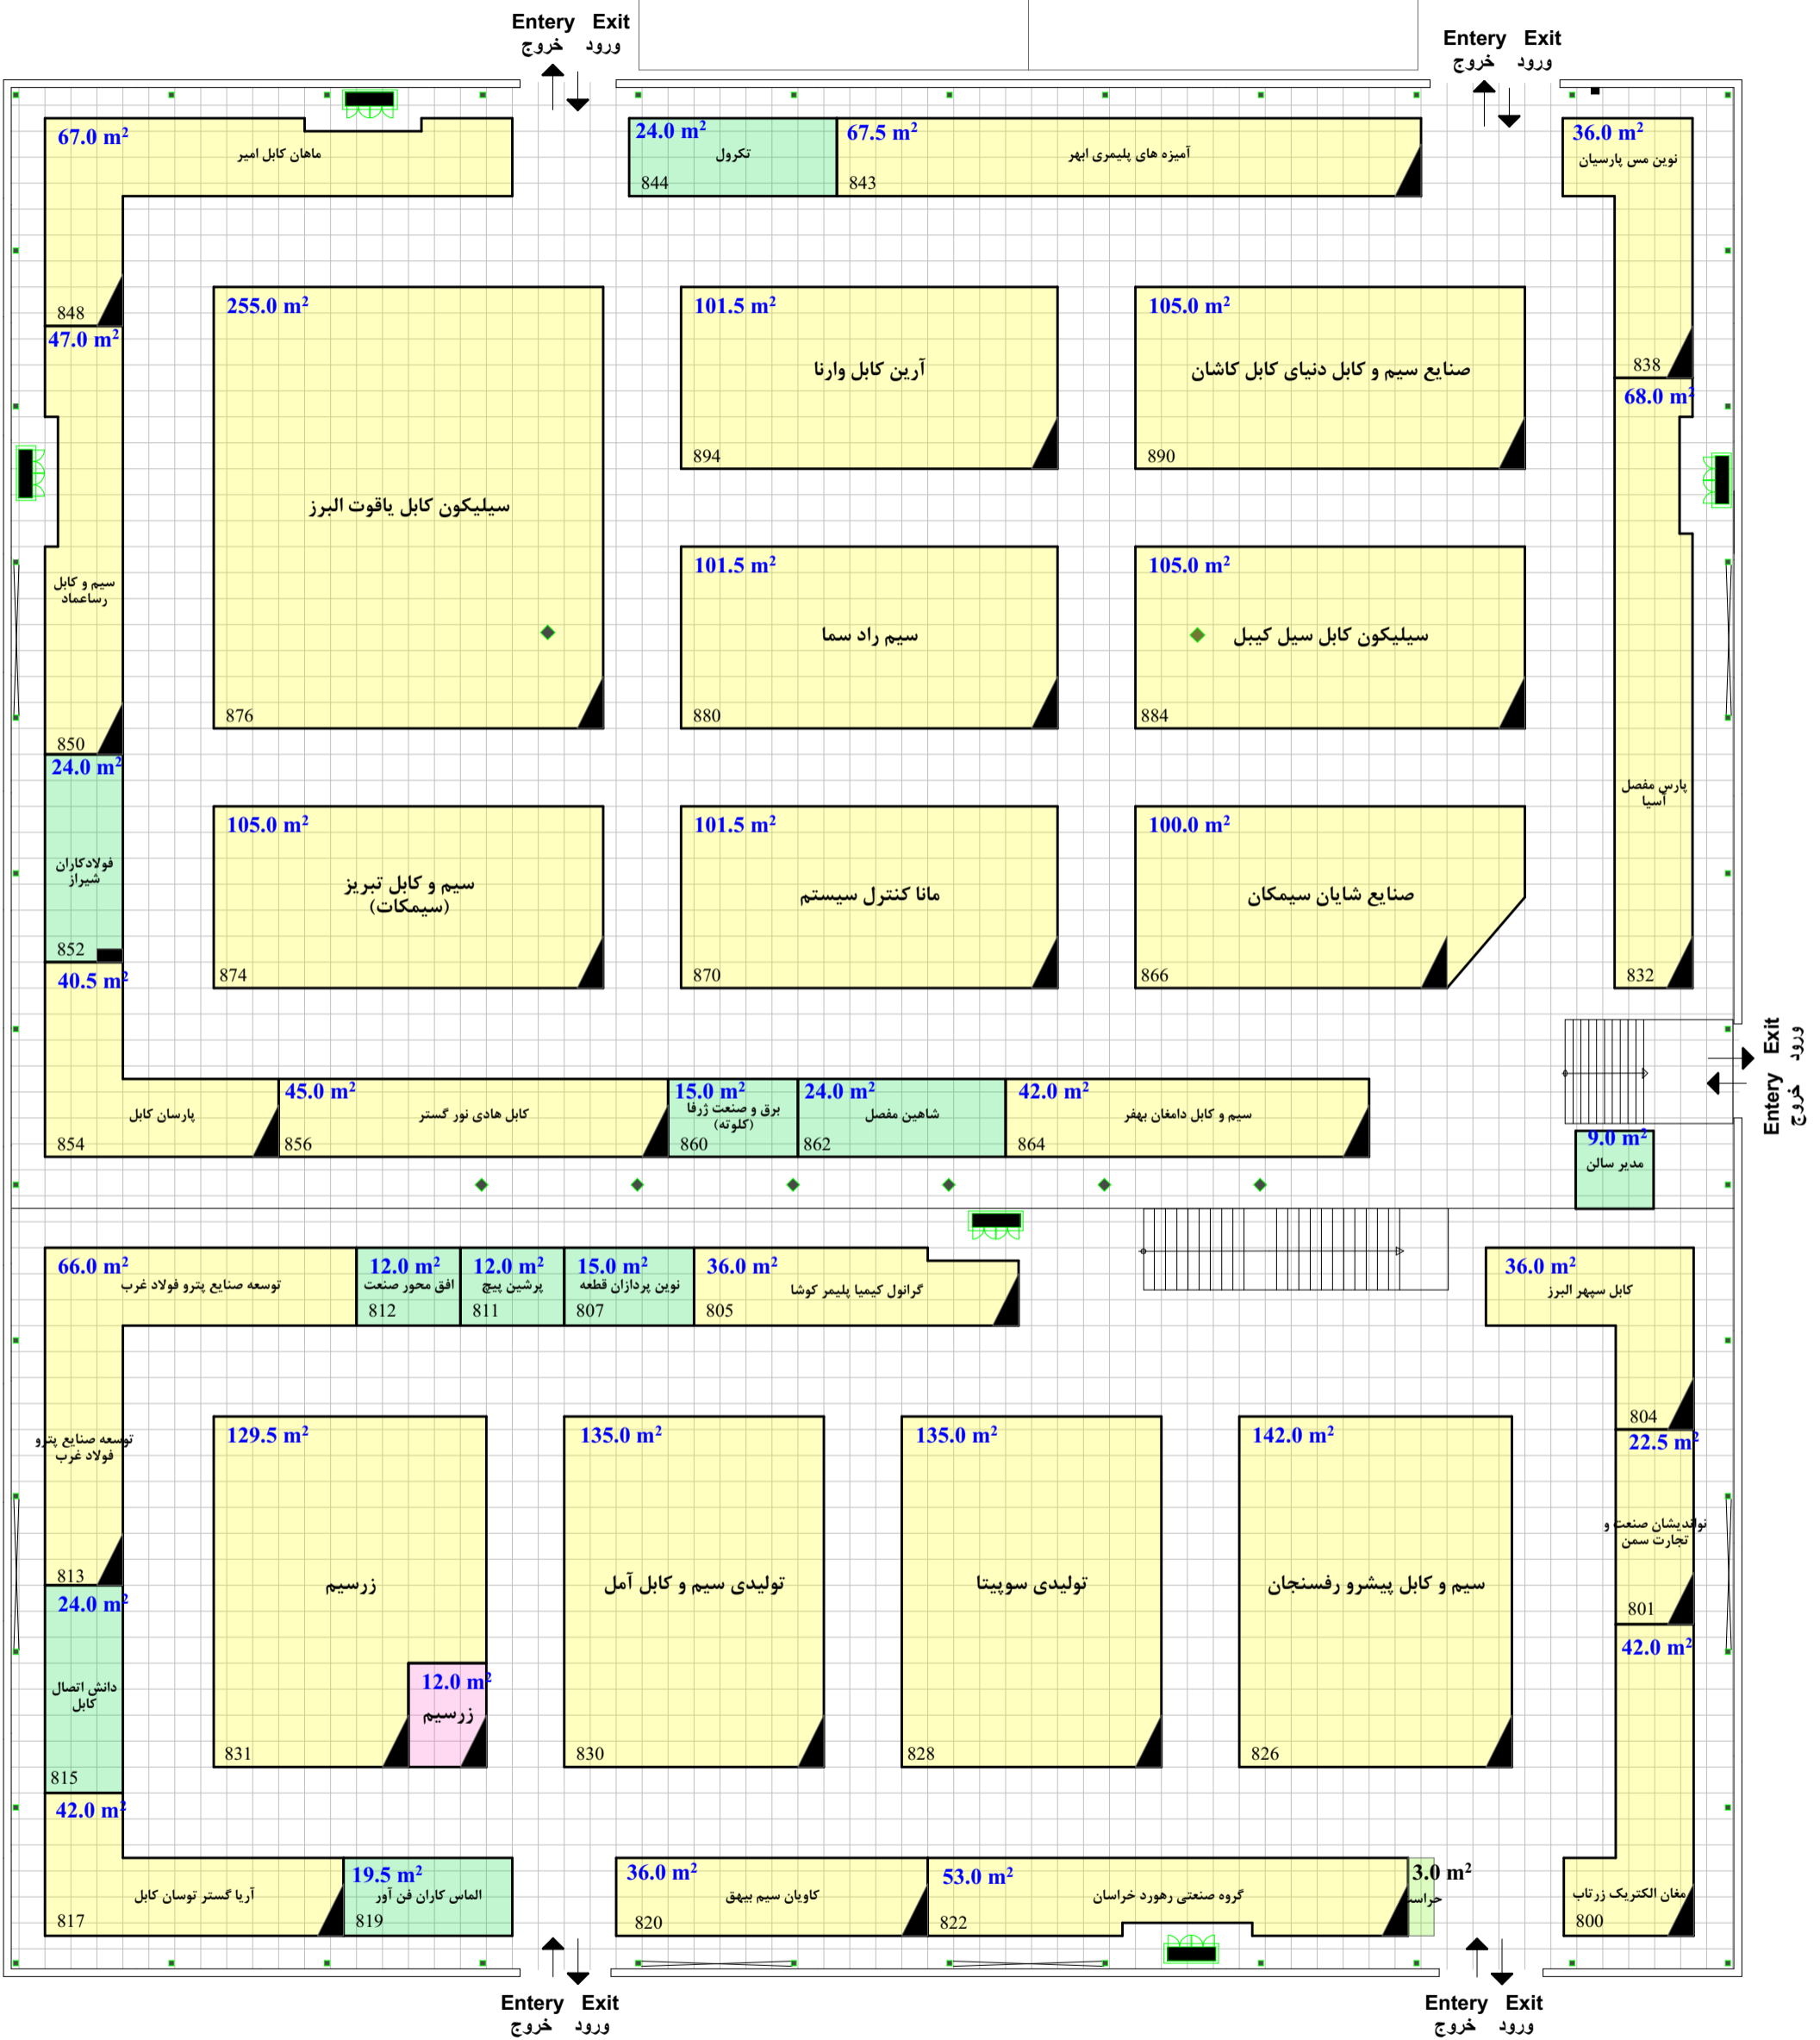 Entery Exit
خروج ورود
Entery Exit
خروج ورود
67.0 m²
ماهان کابل امیر
848
24.0 m²
تکرول
844
67.5 m²
آمیزه های پلیمری ابهر
843
36.0 m²
نوین مس پارسیان
838
47.0 m²
سیم و کابل
رساعماد
850
255.0 m²
سیلیکون کابل یاقوت البرز
876
101.5 m²
آرین کابل وارنا
894
105.0 m²
صنایع سیم و کابل دنیای کابل کاشان
890
68.0 m²
پارس مفصل
آسیا
832
101.5 m²
سیم راد سما
880
105.0 m²
سیلیکون کابل سیل کیبل
884
24.0 m²
فولادکاران
شیراز
852
105.0 m²
سیم و کابل تبریز
(سیمکات)
874
101.5 m²
مانا کنترل سیستم
870
100.0 m²
صنایع شایان سیمکان
866
40.5 m²
پارسان کابل
854
45.0 m²
کابل هادی نور گستر
856
15.0 m²
برق و صنعت ژرفا
(کلوته)
860
24.0 m²
شاهین مفصل
862
42.0 m²
سیم و کابل دامغان بهفر
864
Entery Exit
خروج ورود
9.0 m²
مدیر سالن
66.0 m²
توسعه صنایع پترو فولاد غرب
توسعه صنایع پترو
فولاد غرب
813
12.0 m²
افق محور صنعت
812
12.0 m²
پرشین پیچ
811
15.0 m²
نوین پردازان قطعه
807
36.0 m²
گرانول کیمیا پلیمر کوشا
805
36.0 m²
کابل سپهر البرز
804
129.5 m²
زرسیم
831
12.0 m²
زرسیم
135.0 m²
تولیدی سیم و کابل آمل
830
135.0 m²
تولیدی سوپیتا
828
142.0 m²
سیم و کابل پیشرو رفسنجان
826
22.5 m²
نواندیشان صنعت و
تجارت سمن
801
24.0 m²
دانش اتصال
کابل
815
42.0 m²
مغان الکتریک زرتاب
800
42.0 m²
آریا گستر توسان کابل
817
19.5 m²
الماس کاران فن آور
819
36.0 m²
کاویان سیم بیهق
820
53.0 m²
گروه صنعتی رهورد خراسان
822
3.0 m²
Entery Exit
خروج ورود
Entery Exit
خروج ورود